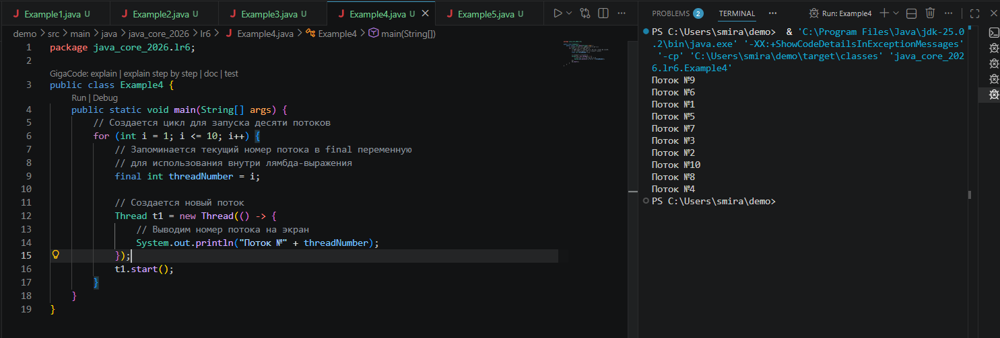 Example1.java U
Example2.java U
Example3.java U
Example4.java U
Example5.java U
demo > src > main > java > java_core_2026 > lr6 > Example4.java > Example4 > main(String[])
1 package java_core_2026.lr6;
2
GigaCode: explain | explain step by step | doc | test
3 public class Example4 {
Run | Debug
4 public static void main(String[] args) {
5 // Создается цикл для запуска десяти потоков
6 for (int i = 1; i <= 10; i++) {
7 // Запоминается текущий номер потока в final переменную
8 // для использования внутри лямбда-выражения
9 final int threadNumber = i;
10
11 // Создается новый поток
12 Thread t1 = new Thread(() -> {
13 // Выводим номер потока на экран
14 System.out.println("Поток №" + threadNumber);
15 });
16 t1.start();
17 }
18 }
19 }
PROBLEMS 2 TERMINAL ··· Run: Example4
PS C:\Users\smira\demo>  & 'C:\Program Files\Java\jdk-25.0
.2\bin\java.exe' '-XX:+ShowCodeDetailsInExceptionMessages'
'-cp' 'C:\Users\smira\demo\target\classes' 'java_core_202
6.lr6.Example4'
Поток №9
Поток №6
Поток №1
Поток №5
Поток №7
Поток №3
Поток №2
Поток №10
Поток №8
Поток №4
PS C:\Users\smira\demo>